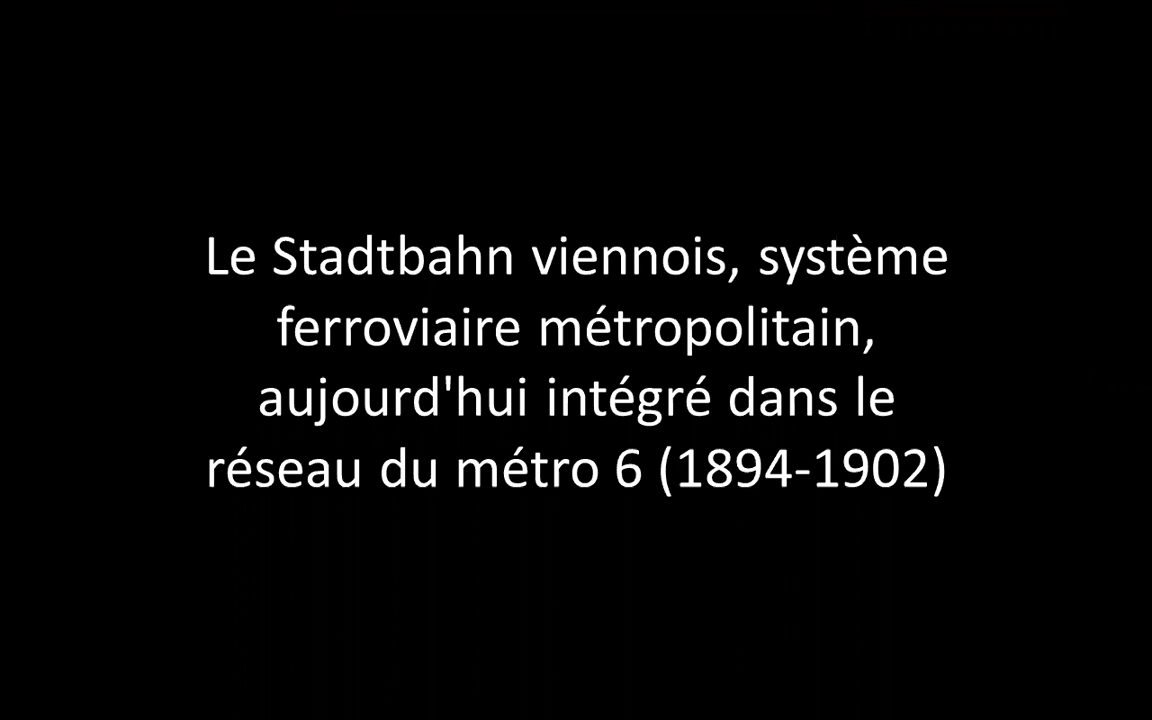 Le Stadtbahn viennois, système
ferroviaire métropolitain,
aujourd'hui intégré dans le
réseau du métro 6 (1894-1902)